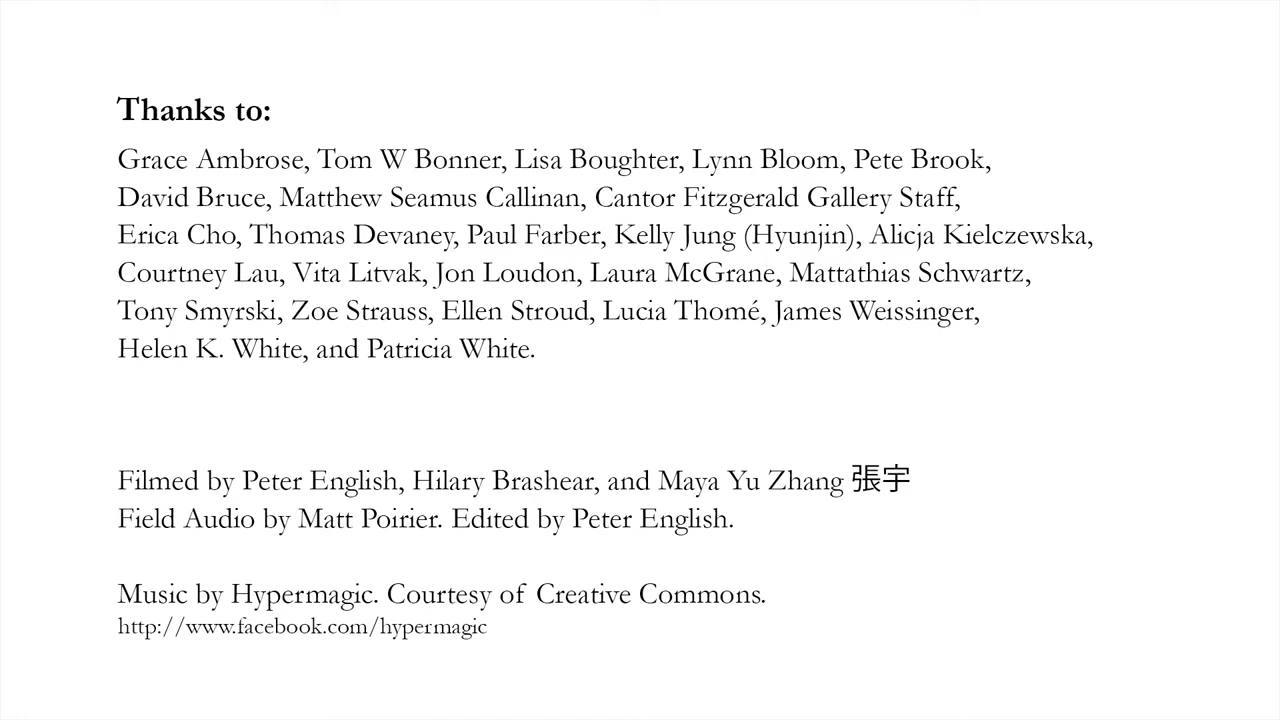 Thanks to:
Grace Ambrose, Tom W Bonner, Lisa Boughter, Lynn Bloom, Pete Brook,
David Bruce, Matthew Seamus Callinan, Cantor Fitzgerald Gallery Staff,
Erica Cho, Thomas Devaney, Paul Farber, Kelly Jung (Hyunjin), Alicja Kielczewska,
Courtney Lau, Vita Litvak, Jon Loudon, Laura McGrane, Mattathias Schwartz,
Tony Smyrski, Zoe Strauss, Ellen Stroud, Lucia Thomé, James Weissinger,
Helen K. White, and Patricia White.
Filmed by Peter English, Hilary Brashear, and Maya Yu Zhang 張宇
Field Audio by Matt Poirier. Edited by Peter English.
Music by Hypermagic. Courtesy of Creative Commons.
http://www.facebook.com/hypermagic